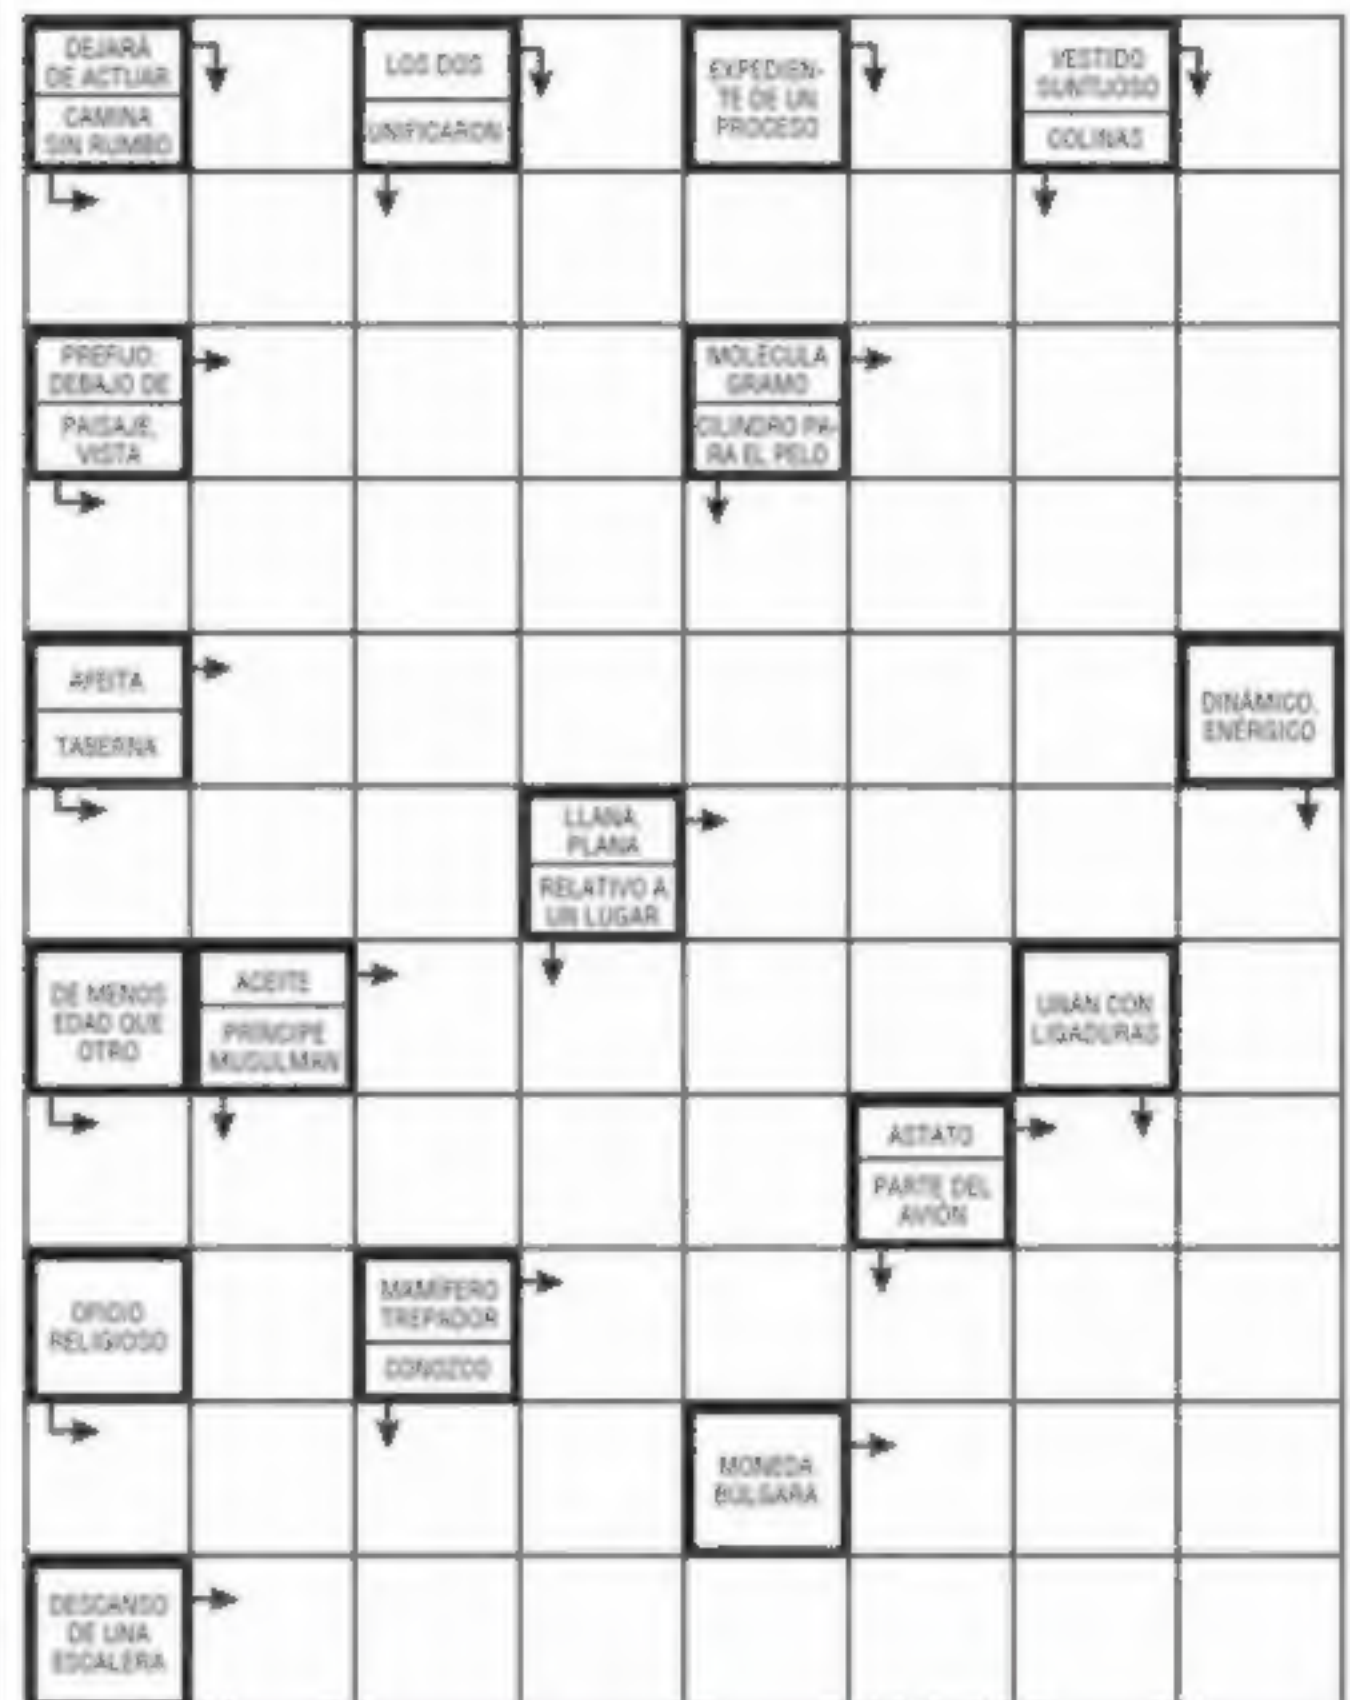 DEJARÁ
DE ACTUAR
CAMINA
SIN RUMBO
LOS DOS
UNIFICARON
EXPEDIEN-
TE DE UN
PROCESO
VESTIDO
SUNTUOSO
COLINAS
PREFIJO:
DEBAJO DE
PAISAJE,
VISTA
MOLÉCULA
GRAMO
CILINDRO PA-
RA EL PELO
AFEITA
TABERNA
DINÁMICO,
ENÉRGICO
LLANA,
PLANA
RELATIVO A
UN LUGAR
DE MENOS
EDAD QUE
OTRO
ACEITE
PRÍNCIPE
MUSULMÁN
UNAN CON
LIGADURAS
ASTATO
PARTE DEL
AVIÓN
OFICIO
RELIGIOSO
MAMÍFERO
TREPADOR
CONOZCO
MONEDA
BÚLGARA
DESCANSO
DE UNA
ESCALERA